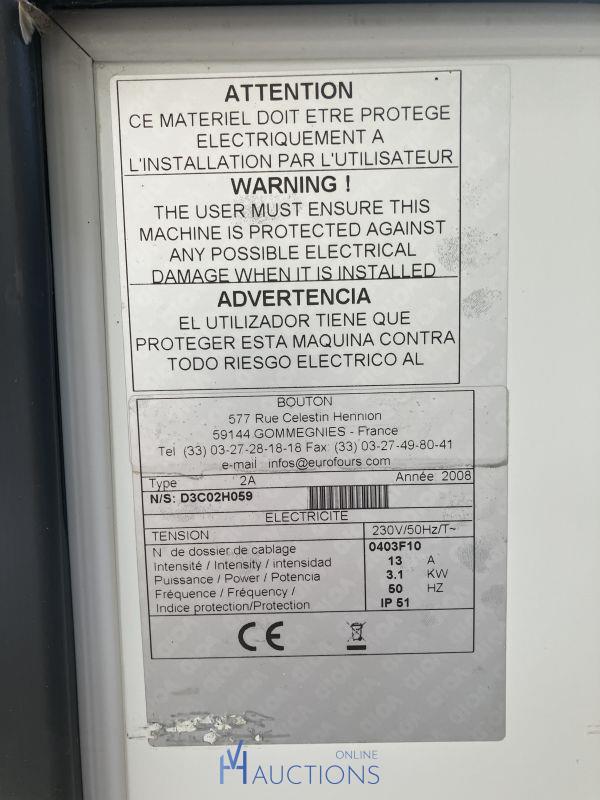 ATTENTION
CE MATERIEL DOIT ETRE PROTEGE
ELECTRIQUEMENT A
L'INSTALLATION PAR L'UTILISATEUR
WARNING !
THE USER MUST ENSURE THIS
MACHINE IS PROTECTED AGAINST
ANY POSSIBLE ELECTRICAL
DAMAGE WHEN IT IS INSTALLED
ADVERTENCIA
EL UTILIZADOR TIENE QUE
PROTEGER ESTA MAQUINA CONTRA
TODO RIESGO ELECTRICO AL
BOUTON
577 Rue Celestin Hennion
59144 GOMMEGNIES - France
Tel (33) 03-27-28-18-18 Fax (33) 03-27-49-80-41
e-mail infos@eurofours.com
Type 2A Année 2008
N/S: D3C02H059
ELECTRICITE
TENSION 230V/50Hz/T~
N de dossier de cablage 0403F10
Intensité / Intensity / intensidad 13 A
Puissance / Power / Potencia 3.1 KW
Fréquence / Frequency / 50 HZ
Indice protection/Protection IP 51
CE
ONLINE
VH AUCTIONS